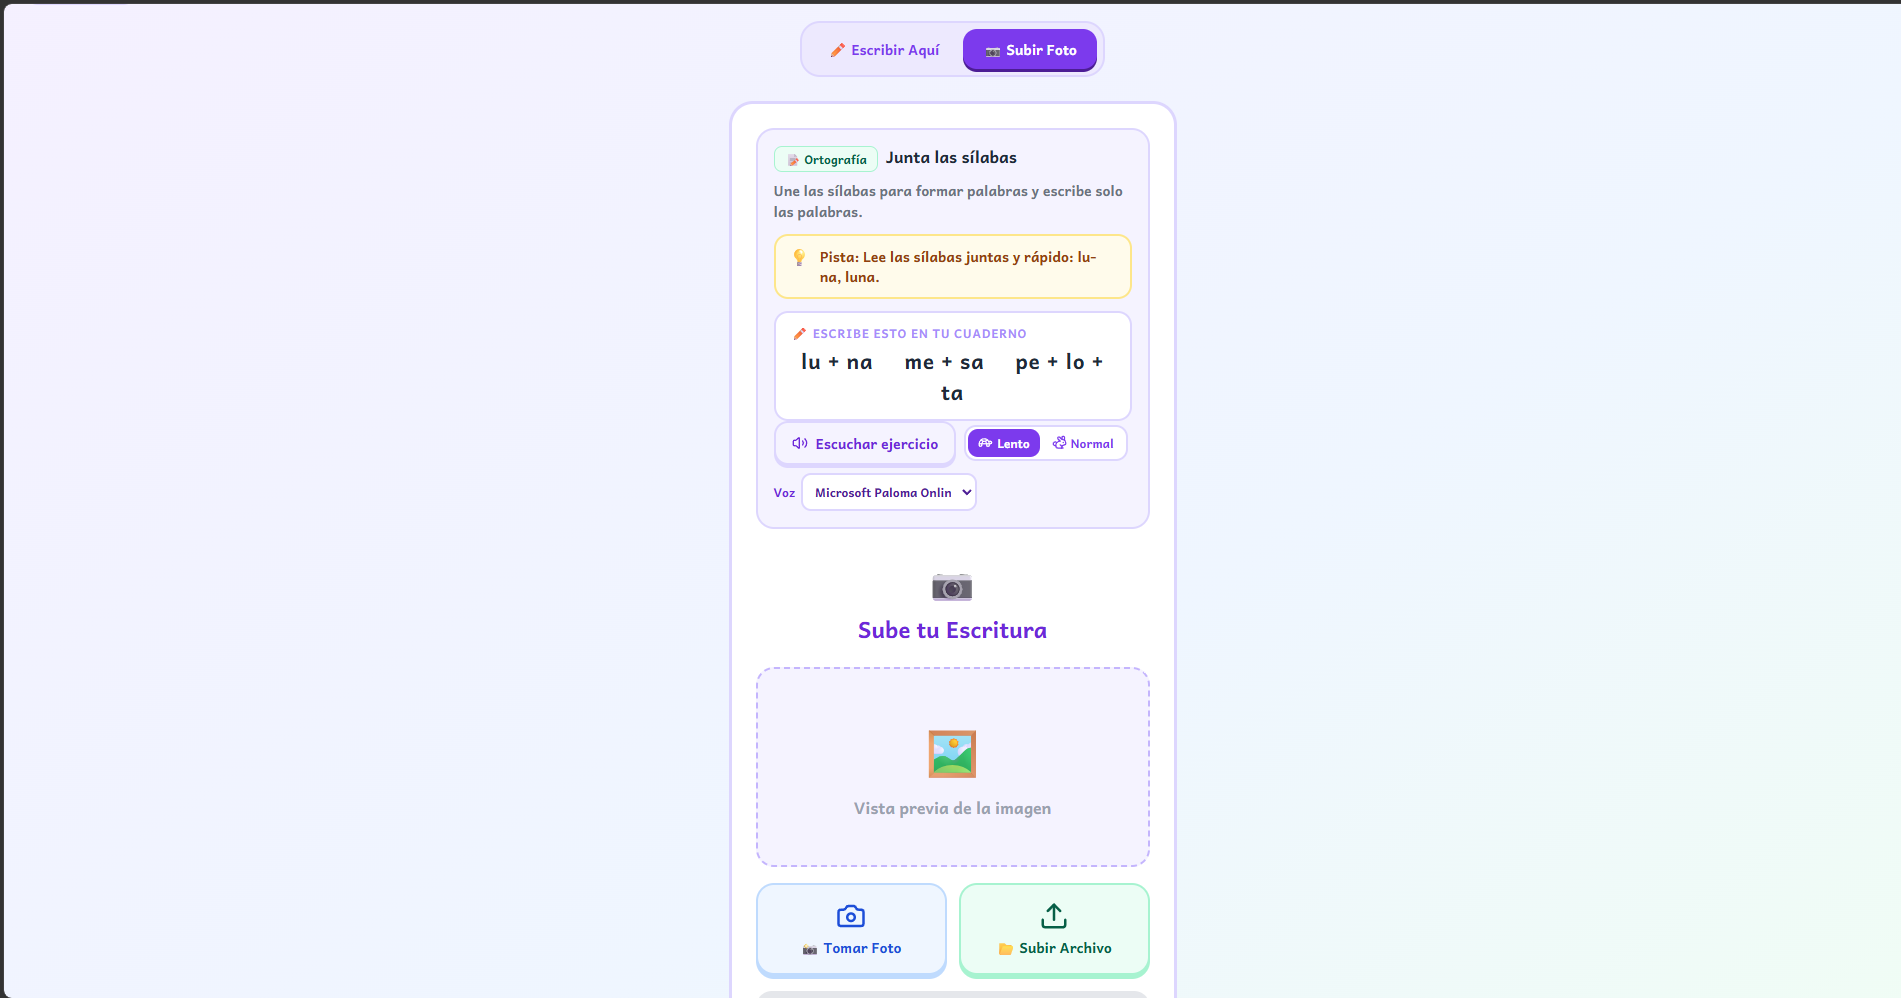 Escribir Aquí
Subir Foto
Ortografía
Junta las sílabas
Une las sílabas para formar palabras y escribe solo
las palabras.
Pista: Lee las sílabas juntas y rápido: lu-
na, luna.
ESCRIBE ESTO EN TU CUADERNO
lu + na me + sa pe + lo +
ta
Escuchar ejercicio
Lento
Normal
Voz
Microsoft Paloma Onlin
Sube tu Escritura
Vista previa de la imagen
Tomar Foto
Subir Archivo